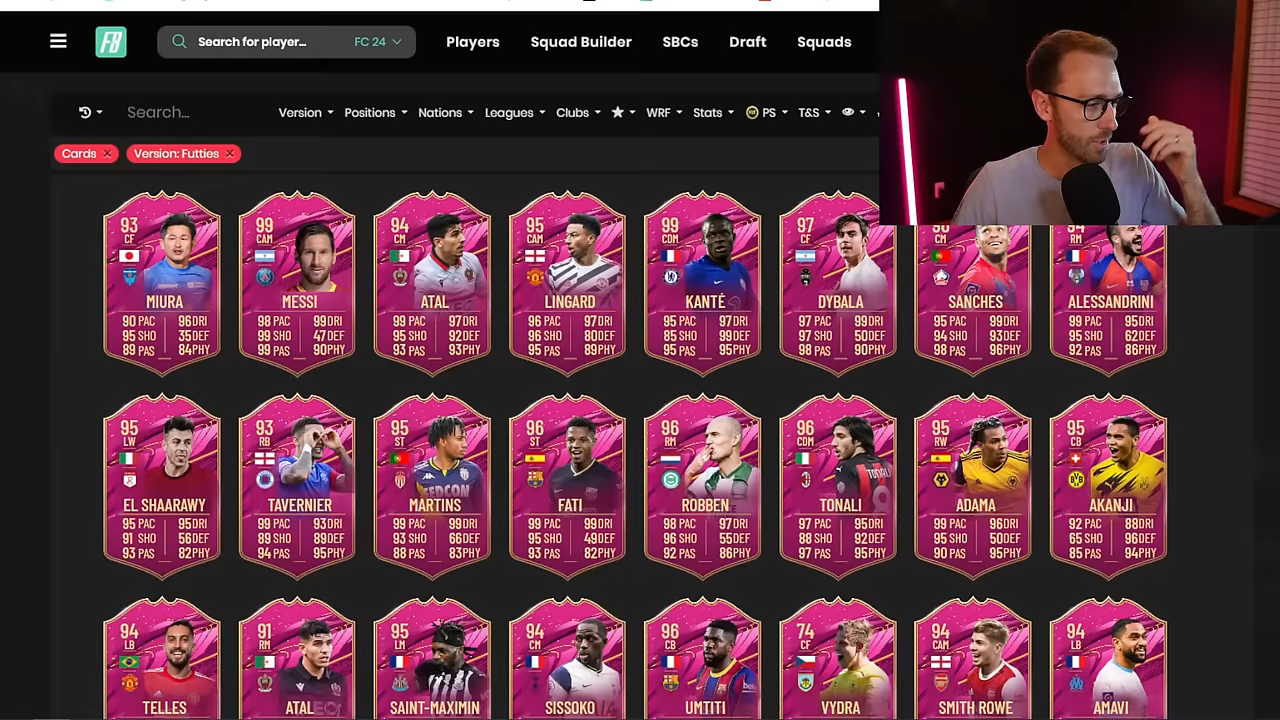 FB Search for player... FC 24 Players Squad Builder SBCs Draft Squads
Search... Version Positions Nations Leagues Clubs WRF Stats PS T&S
Cards × Version: Futties ×
93 99 94 95 99 97 RM
CF CAM CM CAM CDM CF
MIURA MESSI ATAL LINGARD KANTÉ DYBALA SANCHES ALESSANDRINI
90 PAC 96 DRI 98 PAC 99 DRI 99 PAC 97 DRI 96 PAC 97 DRI 95 PAC 97 DRI 97 PAC 99 DRI 95 PAC 99 DRI 99 PAC 95 DRI
95 SHO 35 DEF 99 SHO 47 DEF 95 SHO 92 DEF 95 SHO 80 DEF 85 SHO 99 DEF 97 SHO 50 DEF 94 SHO 93 DEF 95 SHO 62 DEF
89 PAS 84 PHY 99 PAS 90 PHY 93 PAS 93 PHY 95 PAS 89 PHY 95 PAS 95 PHY 98 PAS 90 PHY 98 PAS 96 PHY 92 PAS 86 PHY
95 93 95 96 96 96 95 95
LW RB ST ST RM CDM RW CB
EL SHAARAWY TAVERNIER MARTINS FATI ROBBEN TONALI ADAMA AKANJI
95 PAC 95 DRI 99 PAC 93 DRI 99 PAC 99 DRI 99 PAC 99 DRI 98 PAC 97 DRI 97 PAC 95 DRI 99 PAC 96 DRI 92 PAC 88 DRI
91 SHO 56 DEF 89 SHO 89 DEF 93 SHO 66 DEF 95 SHO 49 DEF 96 SHO 55 DEF 88 SHO 92 DEF 95 SHO 50 DEF 65 SHO 96 DEF
93 PAS 82 PHY 94 PAS 95 PHY 88 PAS 83 PHY 93 PAS 82 PHY 92 PAS 86 PHY 97 PAS 95 PHY 90 PAS 95 PHY 85 PAS 94 PHY
94 91 95 94 96 74 94 94
LB RM LM CM CB CF CAM LB
TELLES ATAL SAINT-MAXIMIN SISSOKO UMTITI VYDRA SMITH ROWE AMAVI